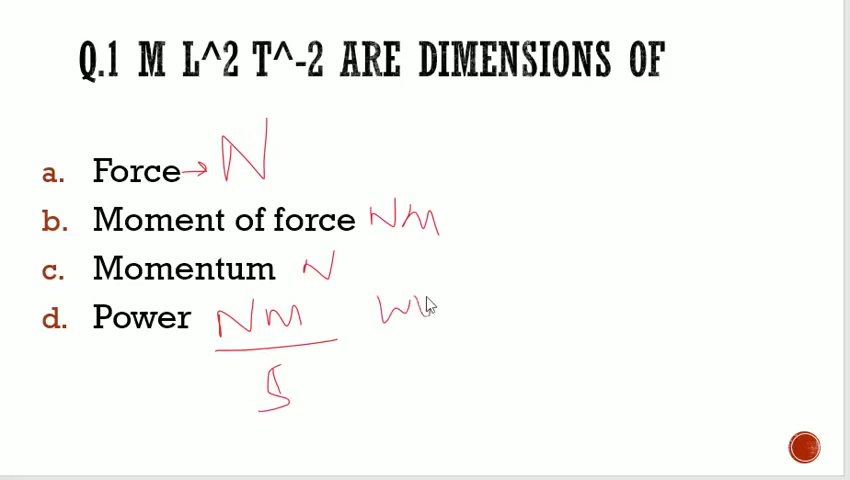 Q.1 M L^2 T^-2 ARE DIMENSIONS OF
a. Force → N
b. Moment of force Nm
c. Momentum N
d. Power Nm
S